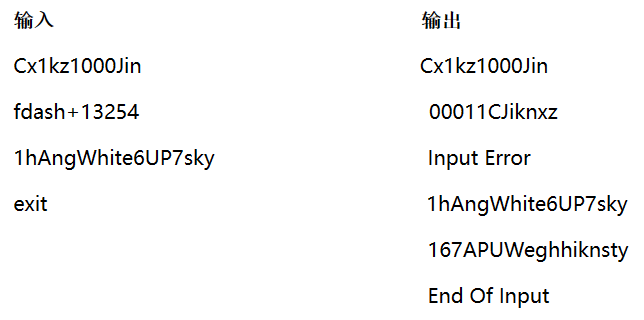 输入 输出
Cx1kz1000Jin Cx1kz1000Jin
fdash+13254 00011CJiknxz
1hAngWhite6UP7sky Input Error
exit 1hAngWhite6UP7sky
167APUWeghhiknsty
End Of Input